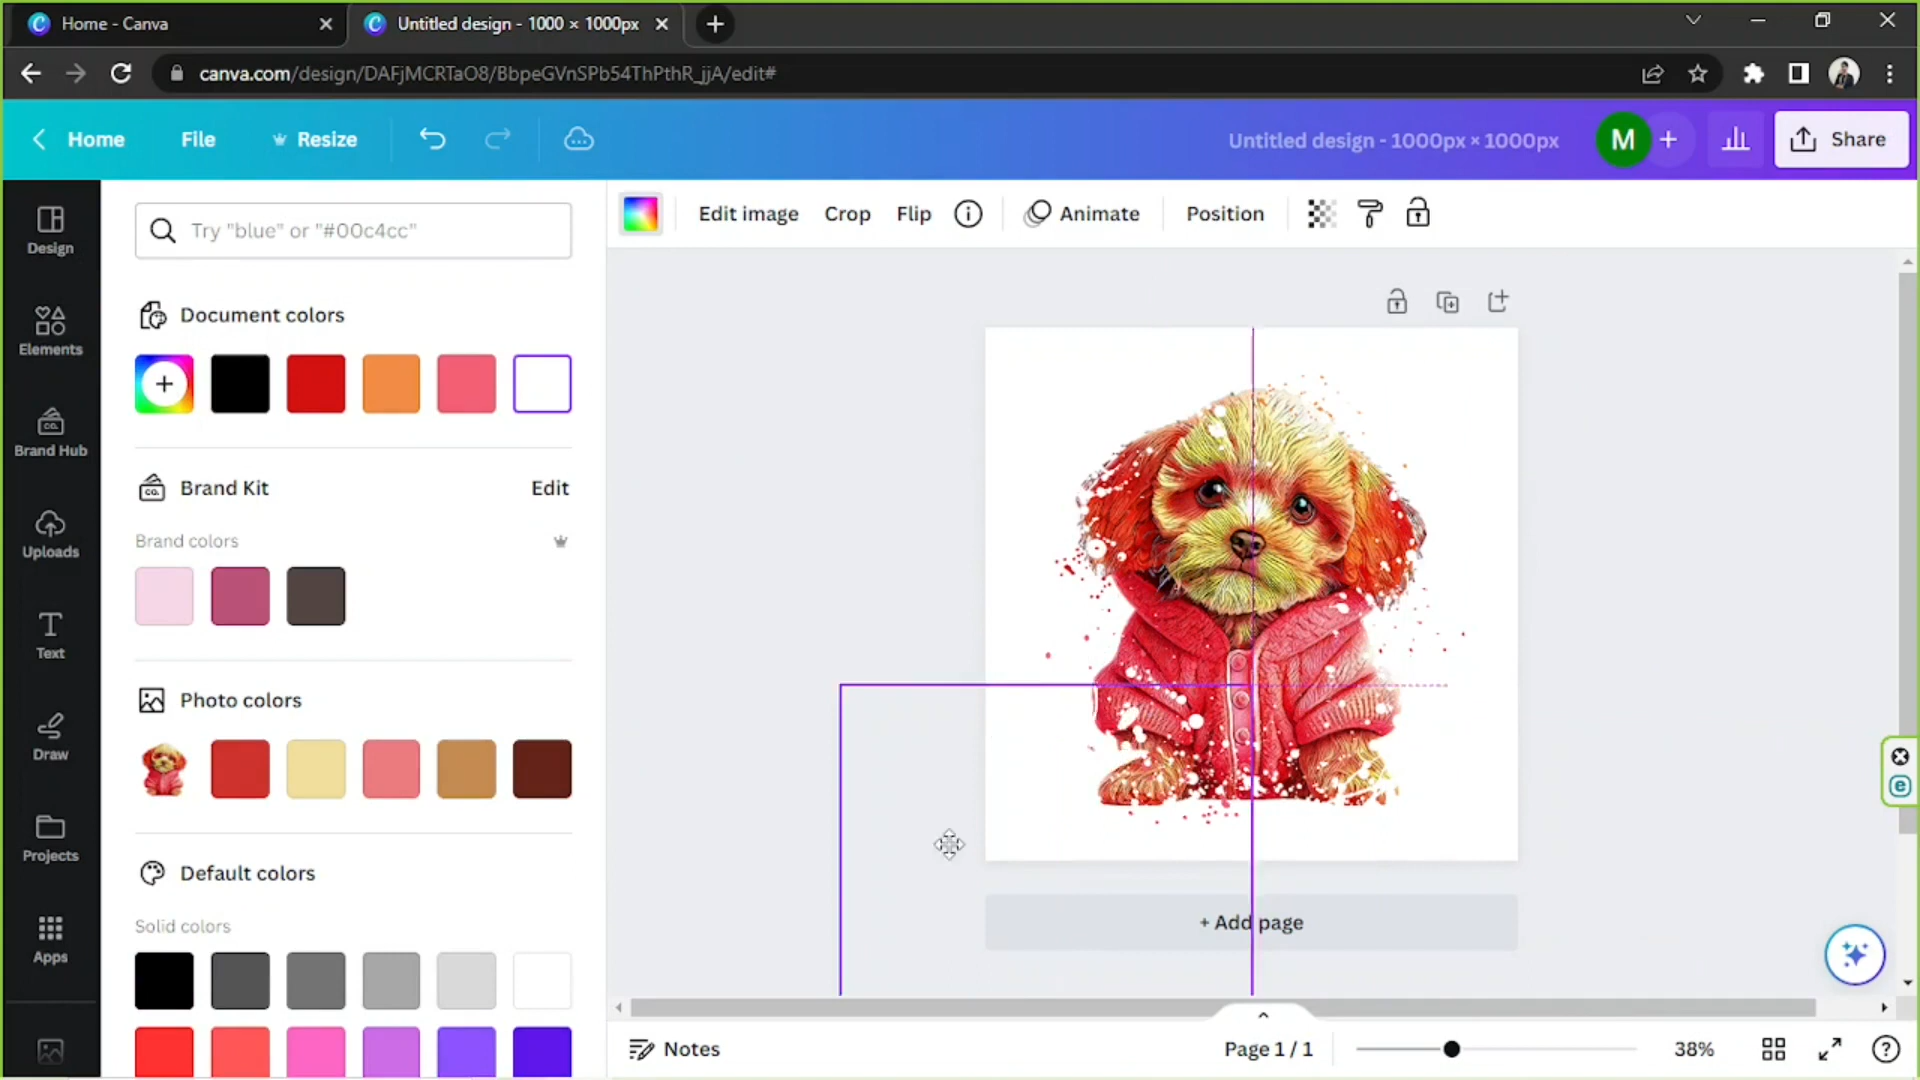 Home - Canva
Untitled design - 1000 × 1000px
canva.com/design/DAFjMCRTaO8/BbpeGVnSPb54ThPthR_jjA/edit#
Home
File
Resize
Untitled design - 1000px × 1000px
M
Share
Design
Elements
Brand Hub
Uploads
Text
Draw
Projects
Apps
Try "blue" or "#00c4cc"
Document colors
Brand Kit
Edit
Brand colors
Photo colors
Default colors
Solid colors
Edit image
Crop
Flip
Animate
Position
+ Add page
Notes
Page 1 / 1
38%